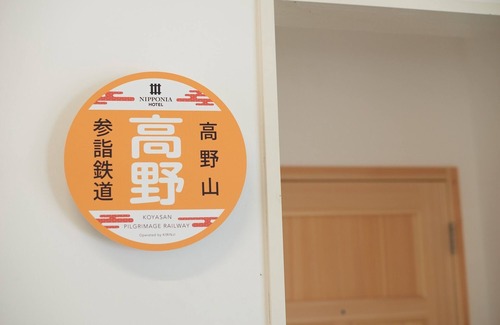 NIPPONIA
HOTEL
高野山
高野
参詣鉄道
KOYASAN
PILGRIMAGE RAILWAY